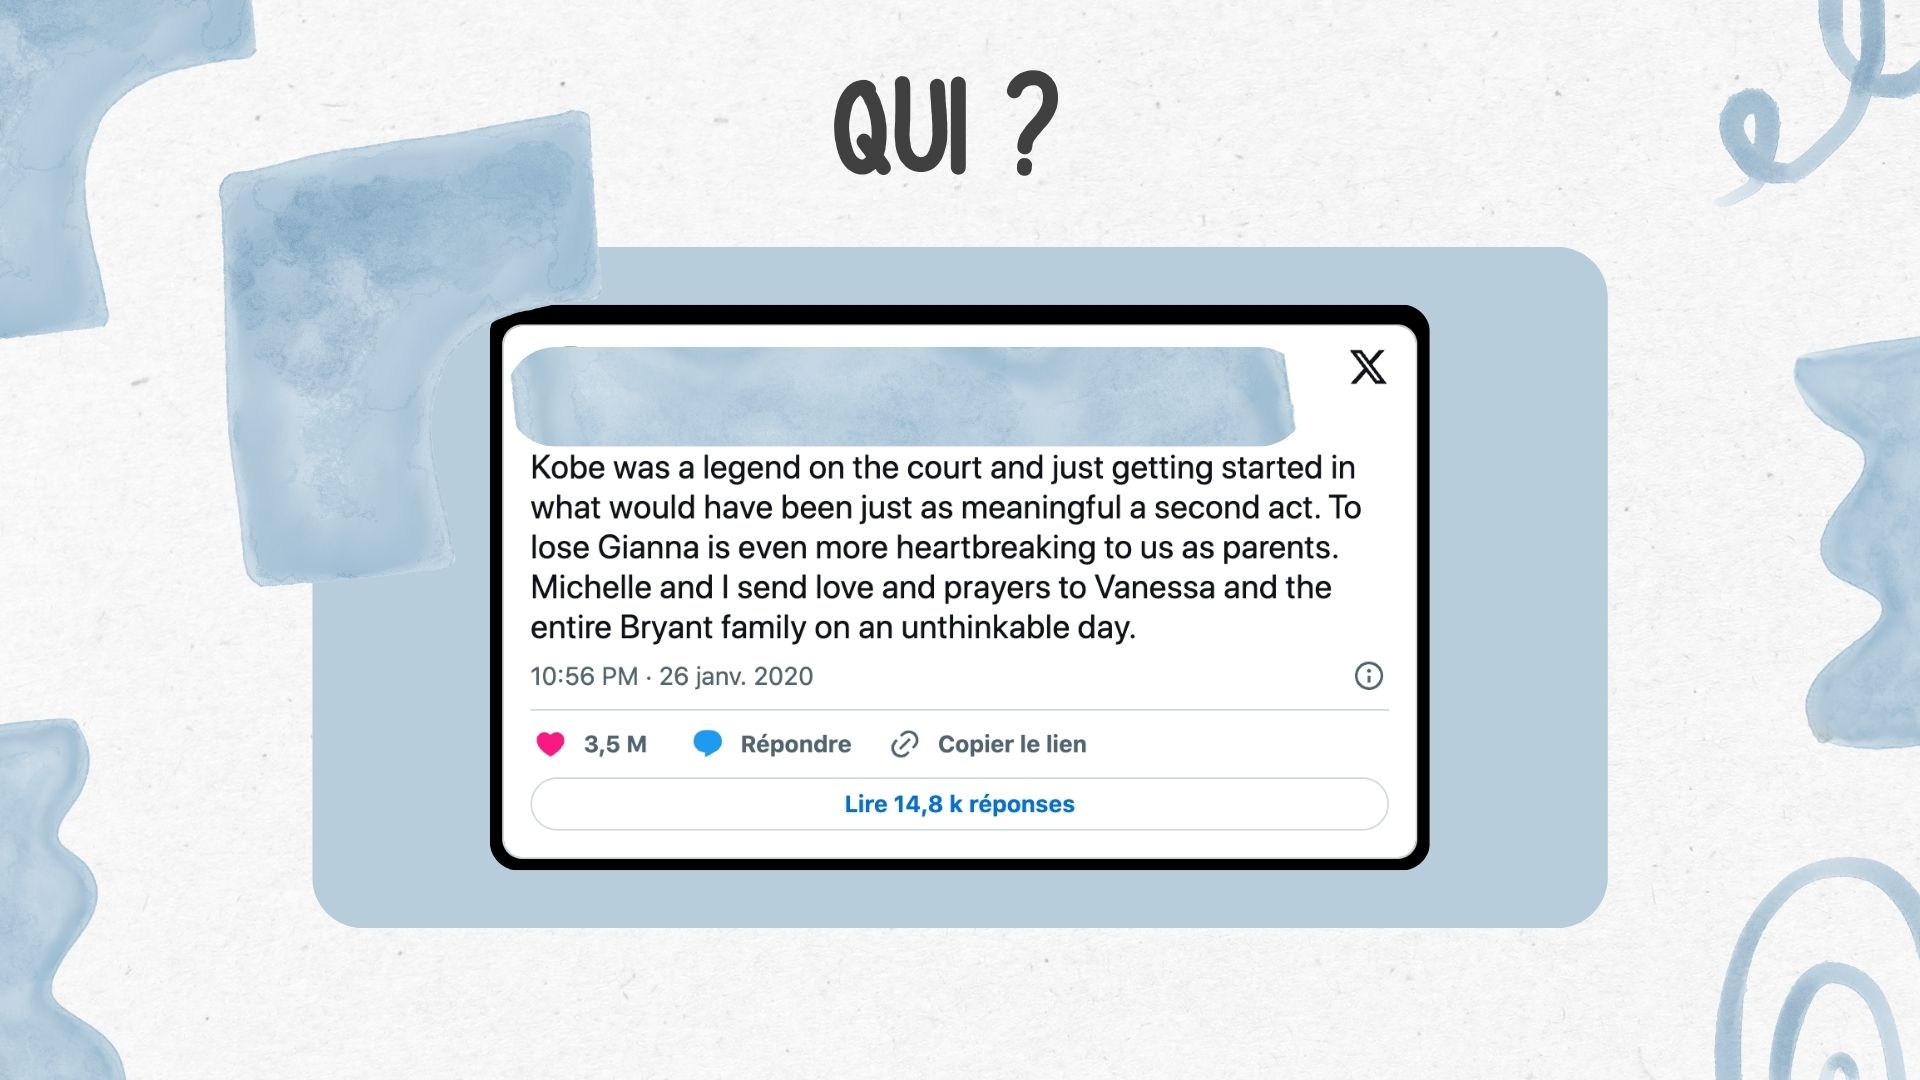 QUI ?
Kobe was a legend on the court and just getting started in
what would have been just as meaningful a second act. To
lose Gianna is even more heartbreaking to us as parents.
Michelle and I send love and prayers to Vanessa and the
entire Bryant family on an unthinkable day.
10:56 PM · 26 janv. 2020
3,5 M Répondre Copier le lien
Lire 14,8 k réponses